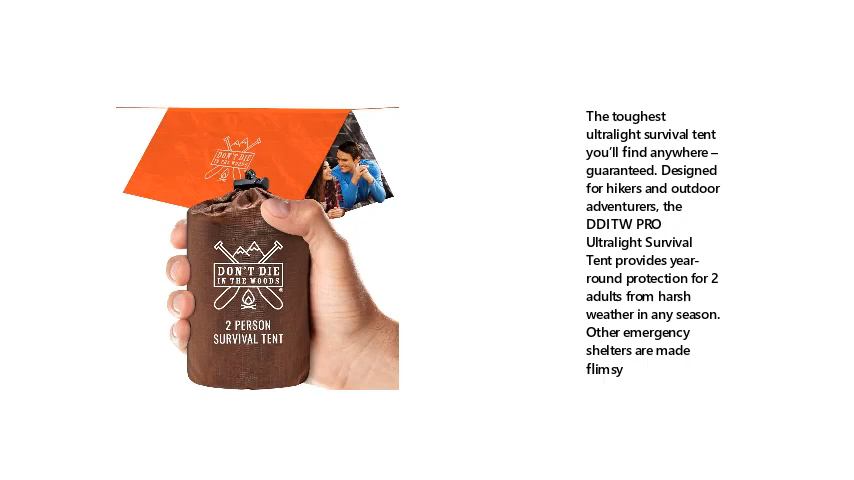 DON'T DIE
IN THE WOODS
DON'T DIE
IN THE WOODS
2 PERSON
SURVIVAL TENT
The toughest
ultralight survival tent
you’ll find anywhere –
guaranteed. Designed
for hikers and outdoor
adventurers, the
DDITW PRO
Ultralight Survival
Tent provides year-
round protection for 2
adults from harsh
weather in any season.
Other emergency
shelters are made
flimsy